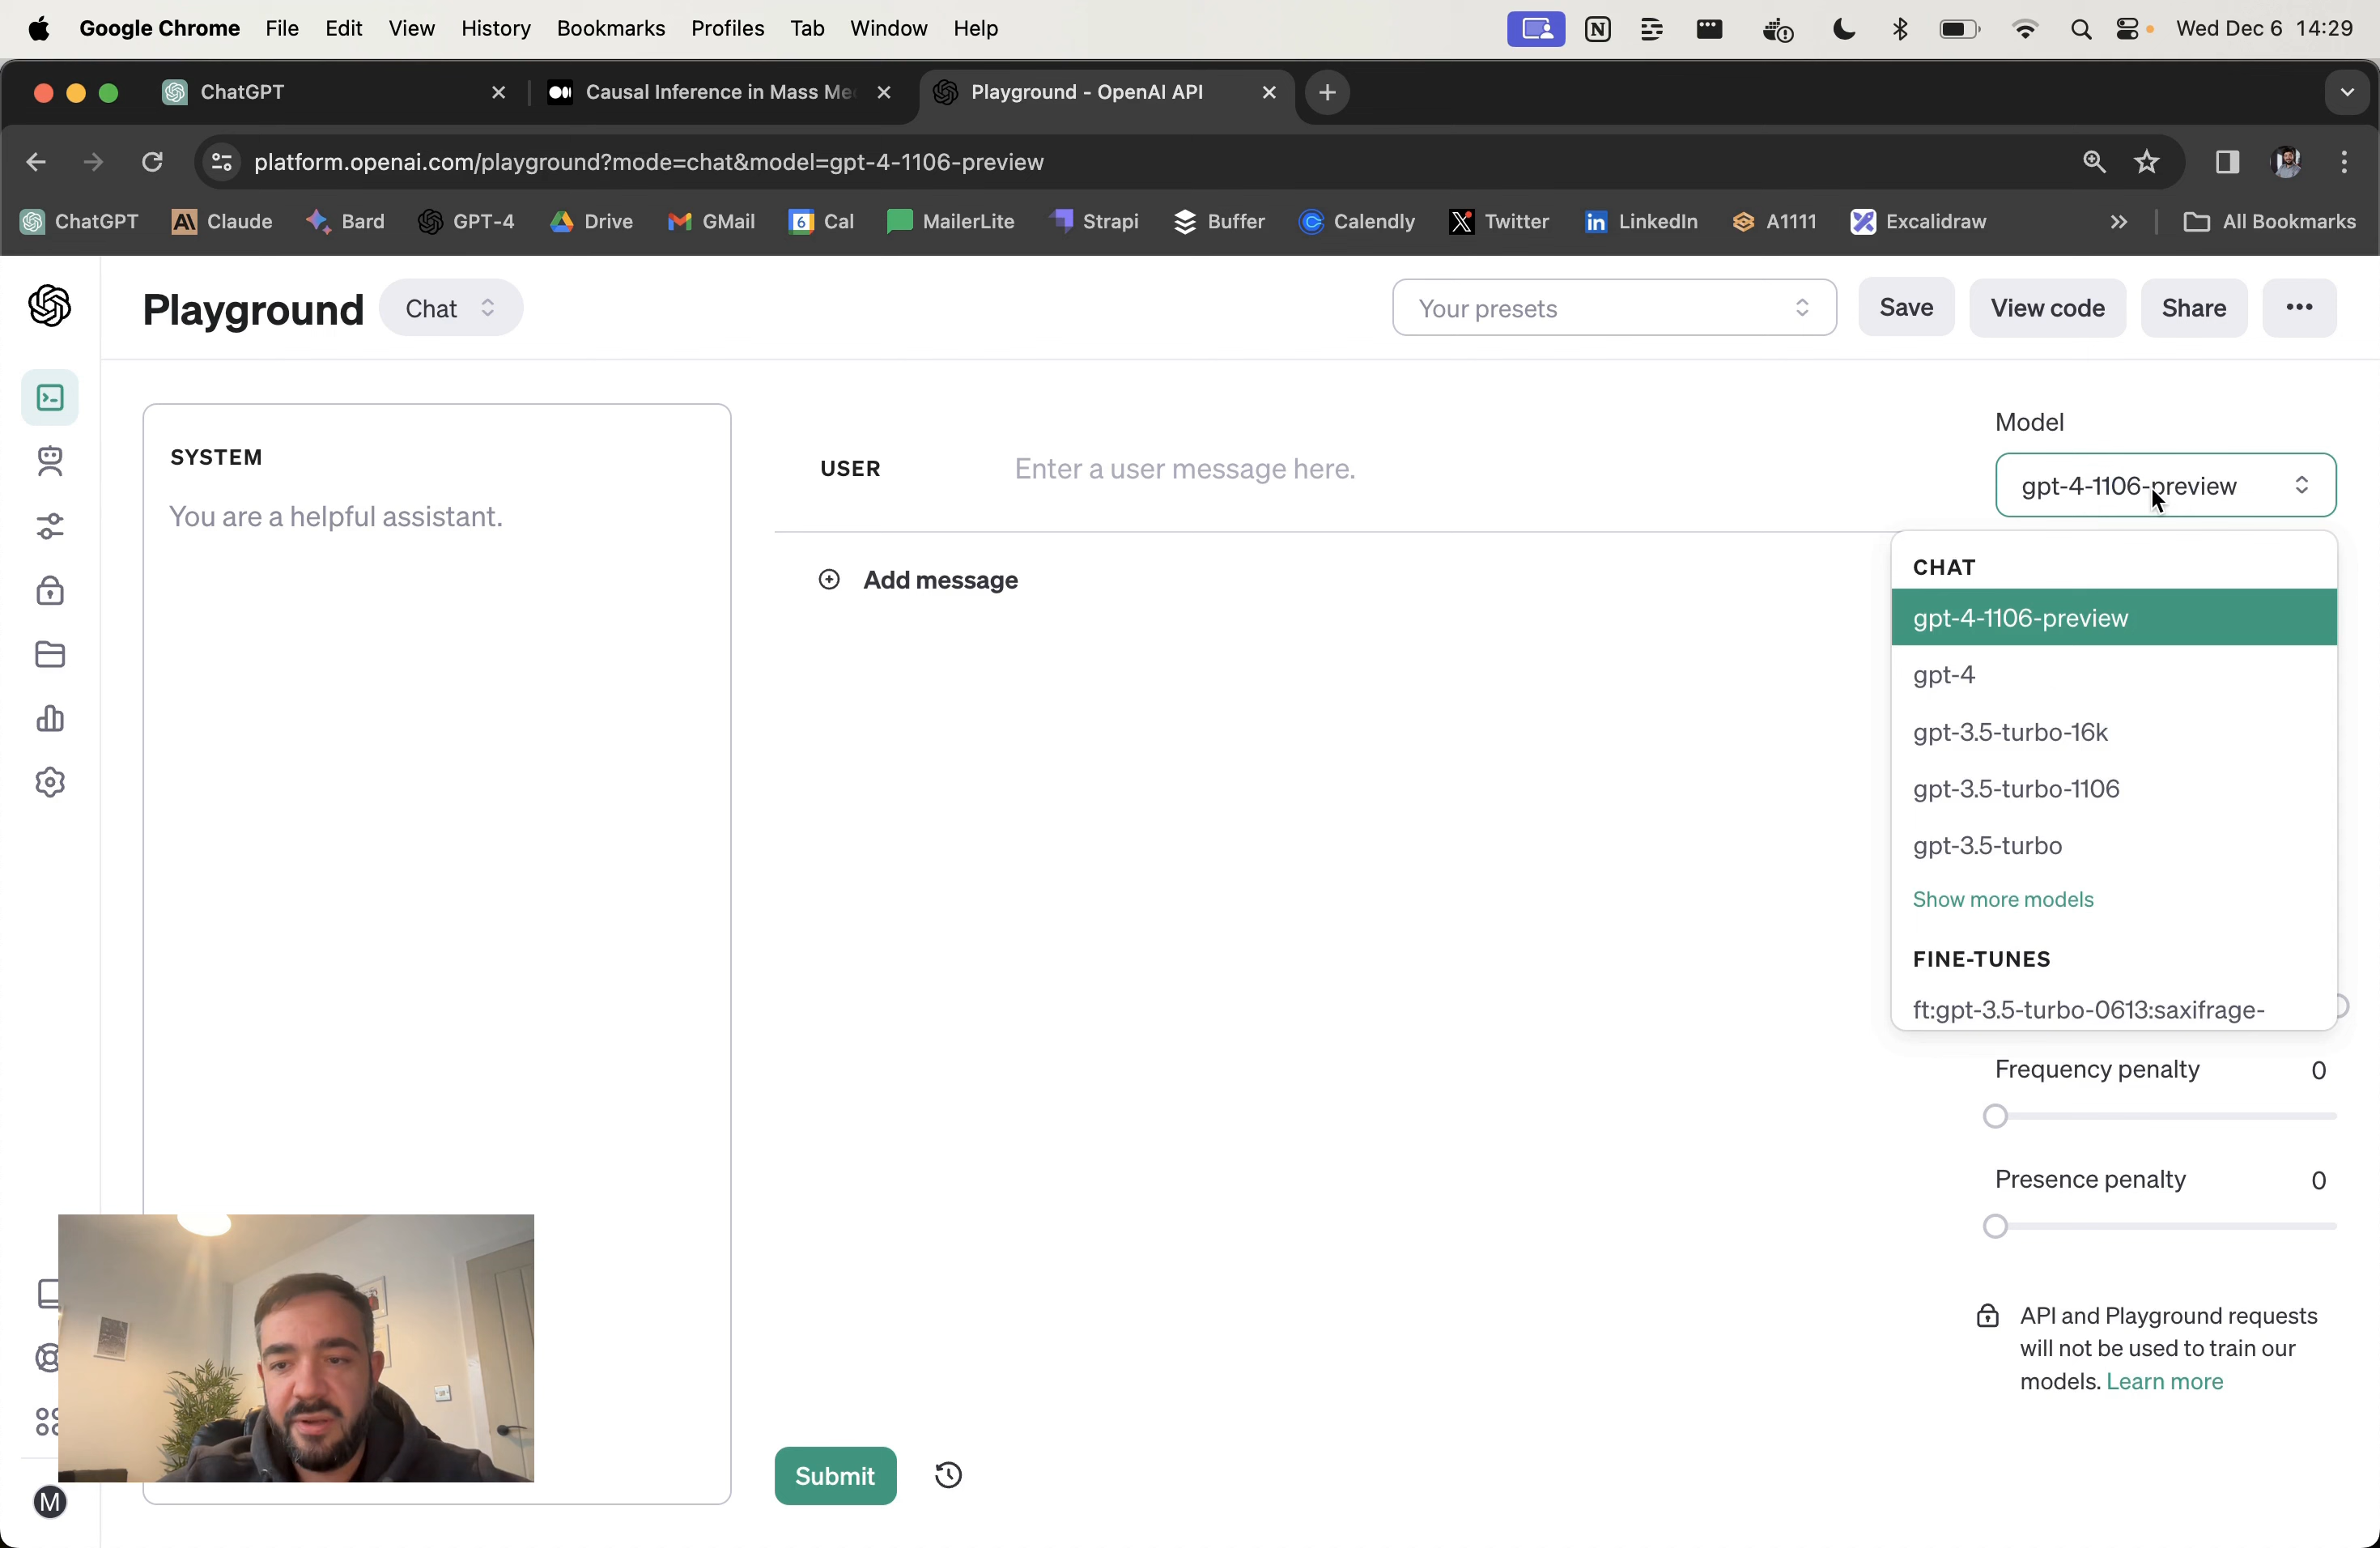 Google Chrome File Edit View History Bookmarks Profiles Tab Window Help Wed Dec 6 14:29
ChatGPT Causal Inference in Mass Me Playground - OpenAI API
platform.openai.com/playground?mode=chat&model=gpt-4-1106-preview
ChatGPT Claude Bard GPT-4 Drive GMail 6 Cal MailerLite Strapi Buffer Calendly Twitter LinkedIn A1111 Excalidraw All Bookmarks
Playground Chat Your presets Save View code Share
SYSTEM
You are a helpful assistant.
USER Enter a user message here.
Add message
Model
gpt-4-1106-preview
CHAT
gpt-4-1106-preview
gpt-4
gpt-3.5-turbo-16k
gpt-3.5-turbo-1106
gpt-3.5-turbo
Show more models
FINE-TUNES
ft:gpt-3.5-turbo-0613:saxifrage-
Frequency penalty 0
Presence penalty 0
API and Playground requests
will not be used to train our
models. Learn more
Submit
M